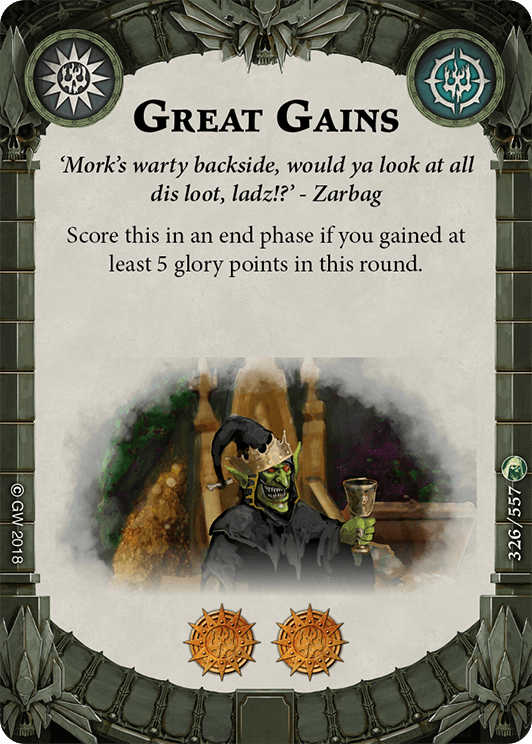 GREAT GAINS
‘Mork’s warty backside, would ya look at all
dis loot, ladz!?’ - Zarbag
Score this in an end phase if you gained at
least 5 glory points in this round.
©GW 2018
326/557